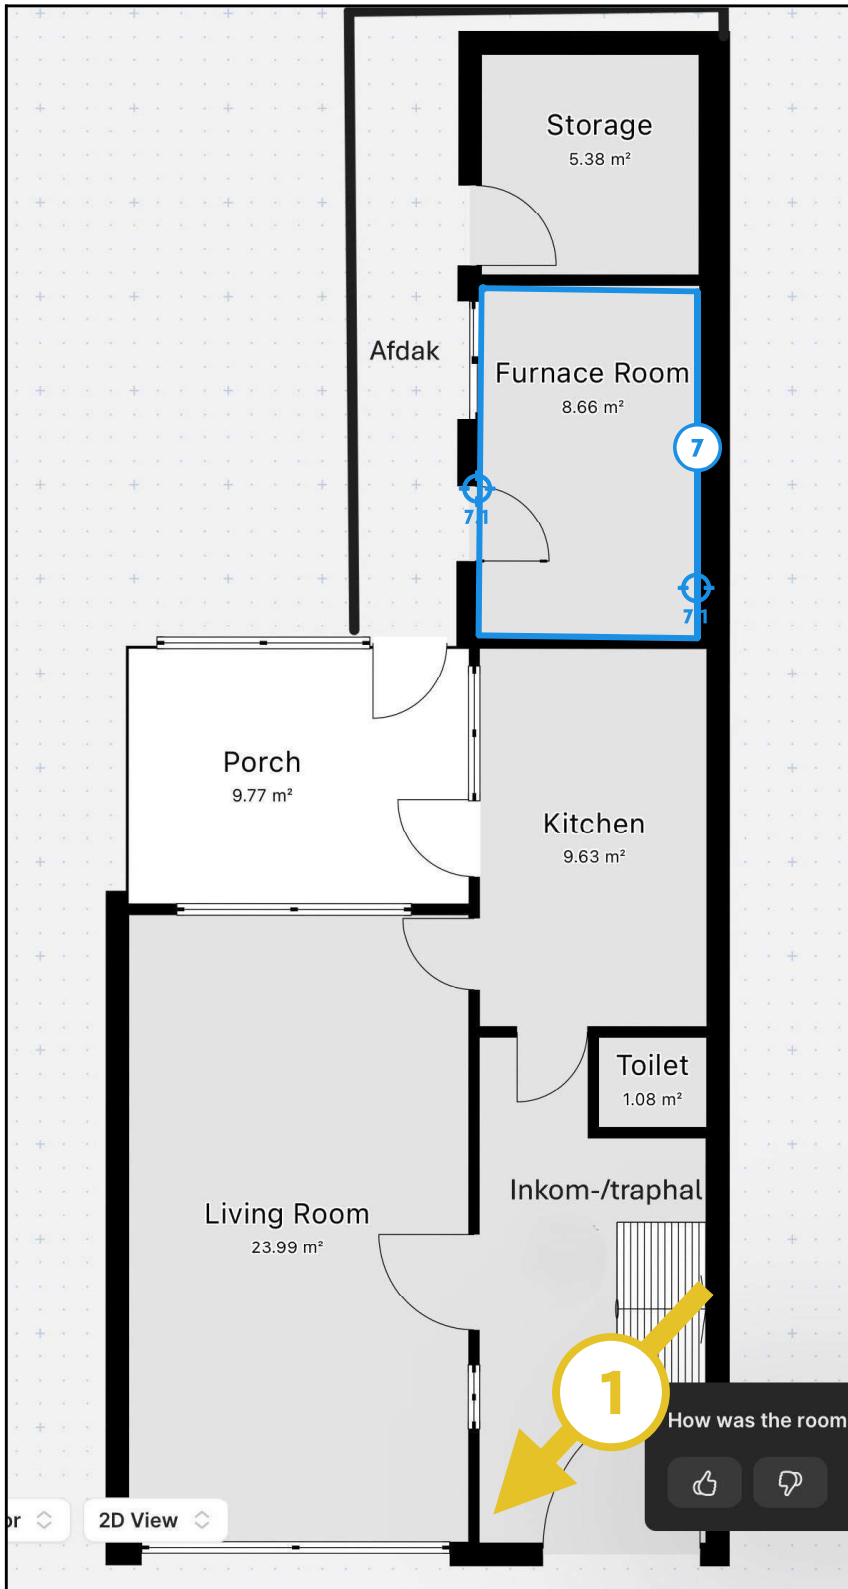 Storage
5.38 m²
Afdak
Furnace Room
8.66 m²
7
7.1
7.1
Porch
9.77 m²
Kitchen
9.63 m²
Toilet
1.08 m²
Inkom-/traphal
Living Room
23.99 m²
1
How was the room
or
2D View